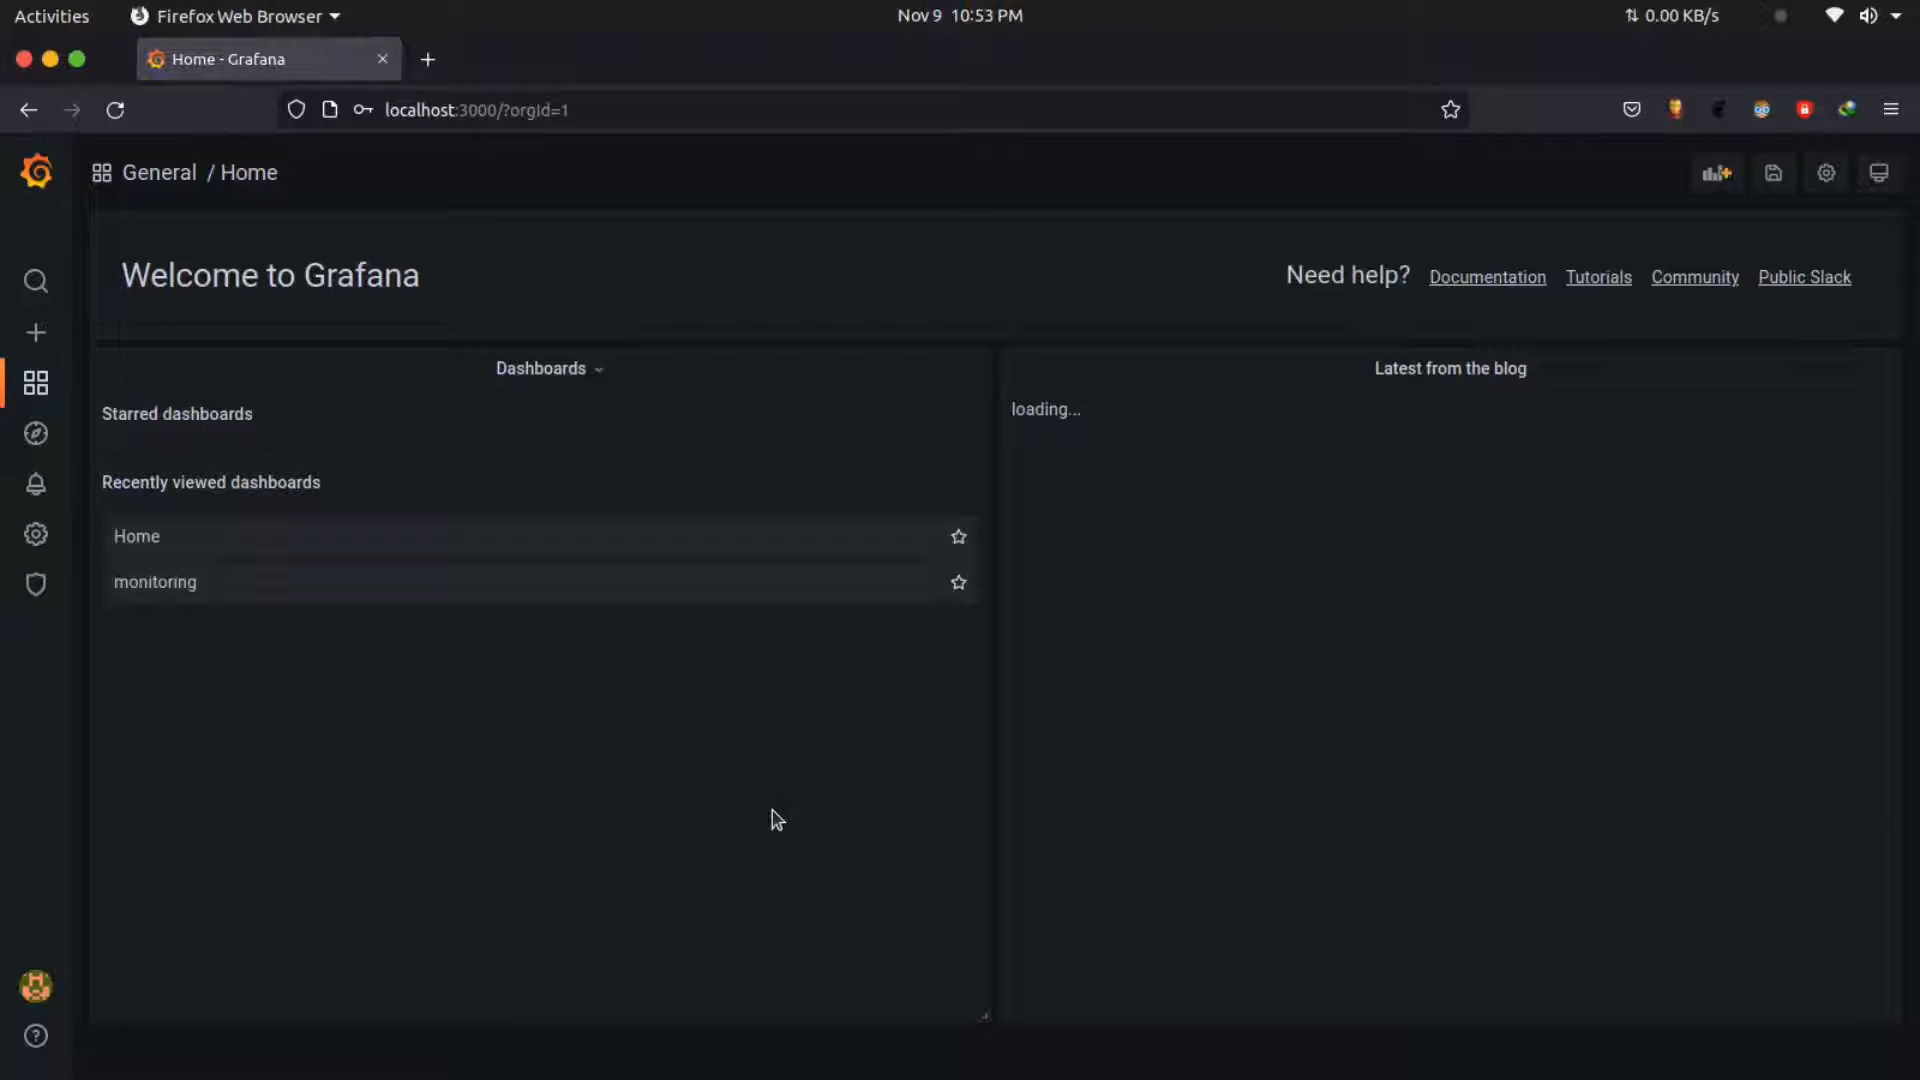 Activities Firefox Web Browser Nov 9 10:53 PM 0.00 KB/s
Home - Grafana
localhost:3000/?orgId=1
General / Home
Welcome to Grafana Need help? Documentation Tutorials Community Public Slack
Dashboards Latest from the blog
Starred dashboards loading...
Recently viewed dashboards
Home
monitoring